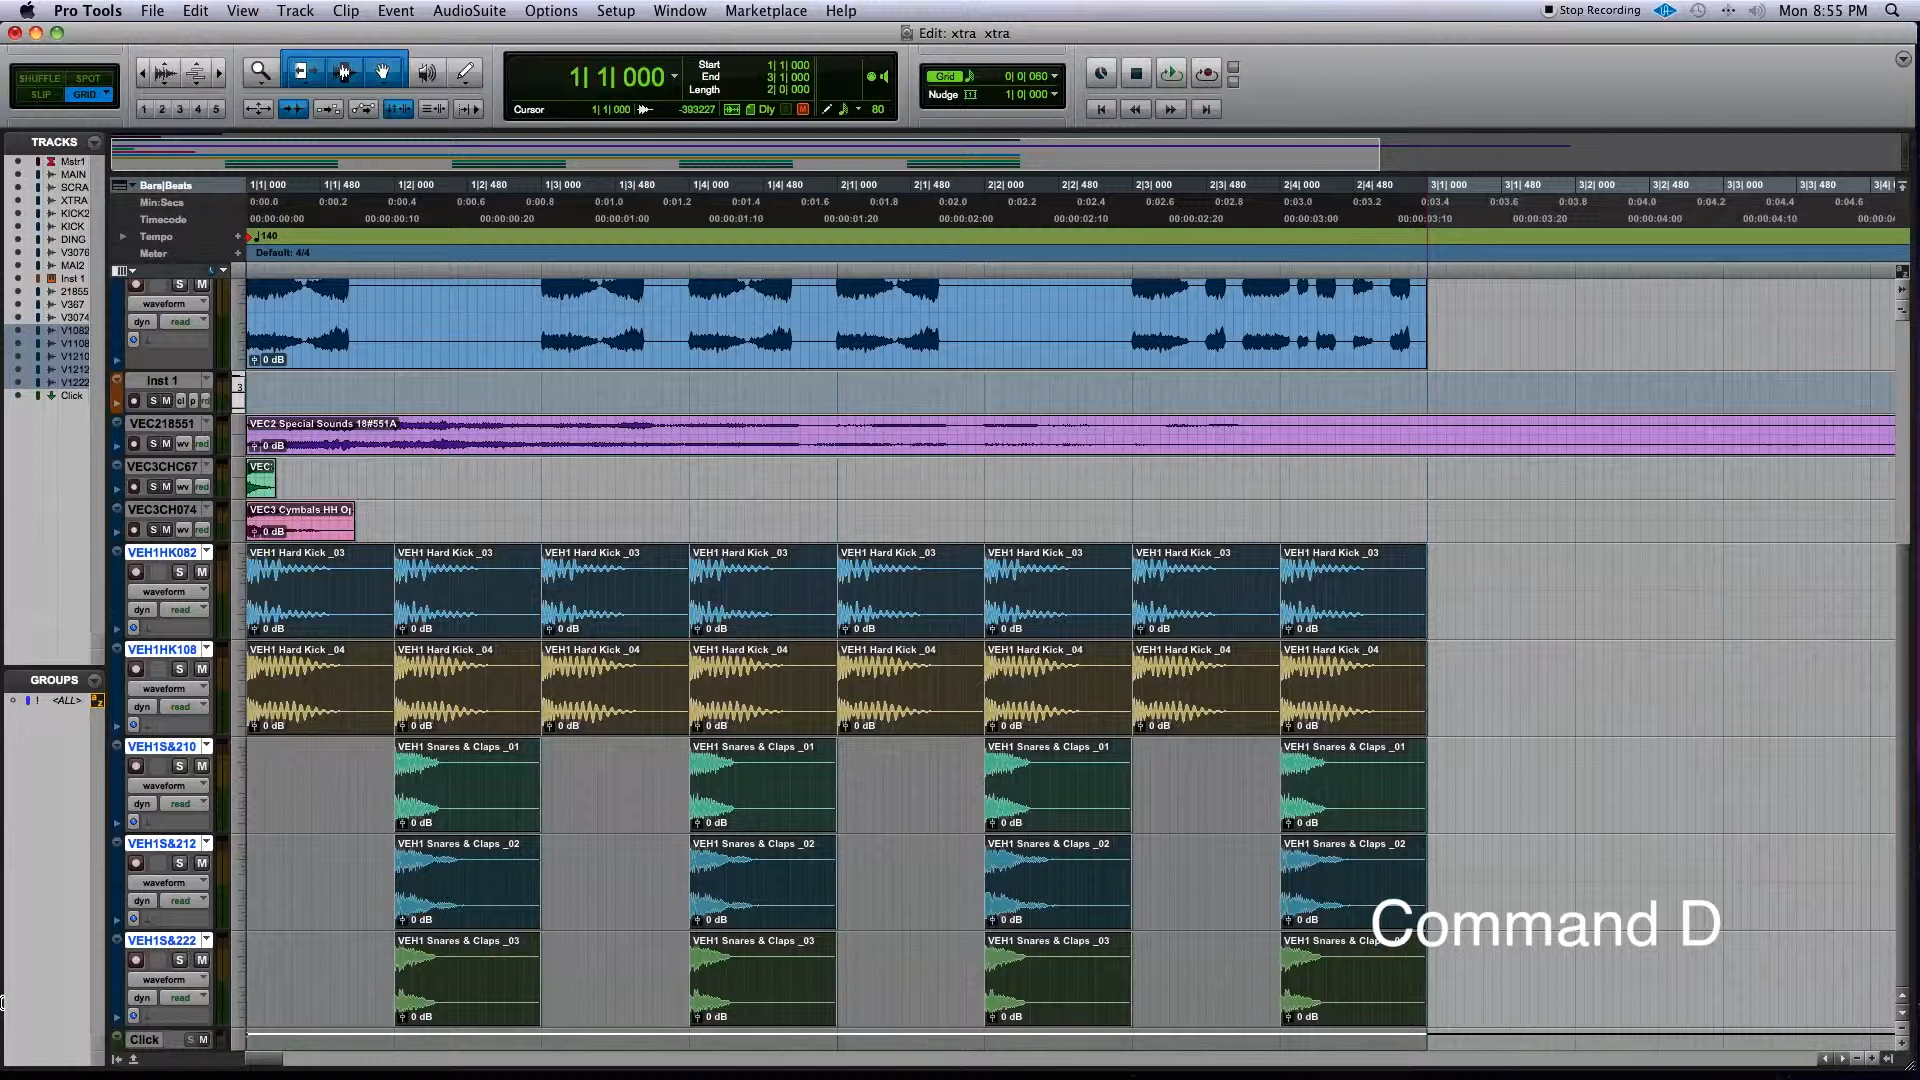 Pro Tools File Edit View Track Clip Event AudioSuite Options Setup Window Marketplace Help Stop Recording Mon 8:55 PM
Edit: xtra xtra
SHUFFLE SPOT
SLIP GRID
1 2 3 4 5
1| 1| 000
Start 1| 1| 000
End 3| 1| 000
Length 2| 0| 000
Cursor 1| 1| 000 -393227 Dly M 80
Grid 0| 0| 060
Nudge 1| 0| 000
TRACKS
Mstr1
MAIN
SCRA
XTRA
KICK2
KICK
DING
V3076
MAI2
Inst 1
21855
V367
V3074
V1082
V1108
V1210
V1212
V1222
Click
GROUPS
! <ALL>
Bars|Beats 1|1| 000 1|1| 480 1|2| 000 1|2| 480 1|3| 000 1|3| 480 1|4| 000 1|4| 480 2|1| 000 2|1| 480 2|2| 000 2|2| 480 2|3| 000 2|3| 480 2|4| 000 2|4| 480 3|1| 000 3|1| 480 3|2| 000 3|2| 480 3|3| 000 3|3| 480 3|4|
Min:Secs 0:00.0 0:00.2 0:00.4 0:00.6 0:00.8 0:01.0 0:01.2 0:01.4 0:01.6 0:02.0 0:02.2 0:02.4 0:02.6 0:02.8 0:03.0 0:03.2 0:03.4 0:03.6 0:03.8 0:04.0 0:04.2 0:04.4 0:04.6
Timecode 00:00:00:00 00:00:00:10 00:00:00:20 00:00:01:00 00:00:01:10 00:00:01:20 00:00:02:00 00:00:02:10 00:00:02:20 00:00:03:00 00:00:03:10 00:00:03:20 00:00:04:00 00:00:04:10 00:00:04:20
Tempo 140
Meter Default: 4/4
S M
waveform
dyn read
0 dB
Inst 1
S M
3
VEC218551 VEC2 Special Sounds 18#551A
S M wv red 0 dB
VEC3CHC67 VEC
S M wv red
VEC3CH074 VEC3 Cymbals HH Op
S M wv red 0 dB
VEH1HK082 VEH1 Hard Kick _03 VEH1 Hard Kick _03 VEH1 Hard Kick _03 VEH1 Hard Kick _03 VEH1 Hard Kick _03 VEH1 Hard Kick _03 VEH1 Hard Kick _03 VEH1 Hard Kick _03
S M
waveform
dyn read
0 dB 0 dB 0 dB 0 dB 0 dB 0 dB 0 dB 0 dB
VEH1HK108 VEH1 Hard Kick _04 VEH1 Hard Kick _04 VEH1 Hard Kick _04 VEH1 Hard Kick _04 VEH1 Hard Kick _04 VEH1 Hard Kick _04 VEH1 Hard Kick _04 VEH1 Hard Kick _04
S M
waveform
dyn read
0 dB 0 dB 0 dB 0 dB 0 dB 0 dB 0 dB 0 dB
VEH1S&210 VEH1 Snares & Claps _01 VEH1 Snares & Claps _01 VEH1 Snares & Claps _01 VEH1 Snares & Claps _01
S M
waveform
dyn read
0 dB 0 dB 0 dB 0 dB
VEH1S&212 VEH1 Snares & Claps _02 VEH1 Snares & Claps _02 VEH1 Snares & Claps _02 VEH1 Snares & Claps _02
S M
waveform
dyn read
0 dB 0 dB 0 dB 0 dB
Command D
VEH1S&222 VEH1 Snares & Claps _03 VEH1 Snares & Claps _03 VEH1 Snares & Claps _03 VEH1 Snares &
S M
waveform
dyn read
0 dB 0 dB 0 dB 0 dB
Click S M